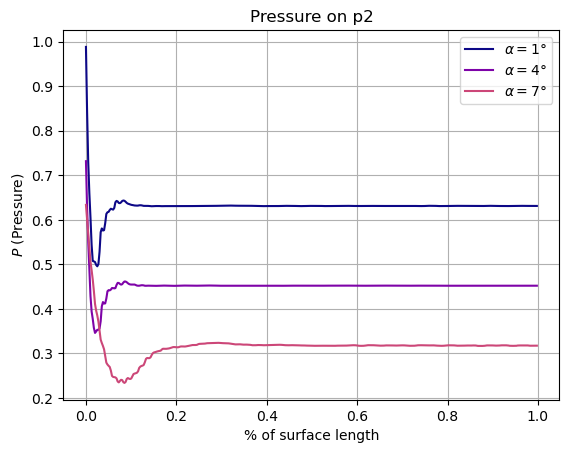 Pressure on p2
1.0
0.9
0.8
0.7
0.6
0.5
0.4
0.3
0.2
P (Pressure)
α = 1°
α = 4°
α = 7°
0.0 0.2 0.4 0.6 0.8 1.0
% of surface length